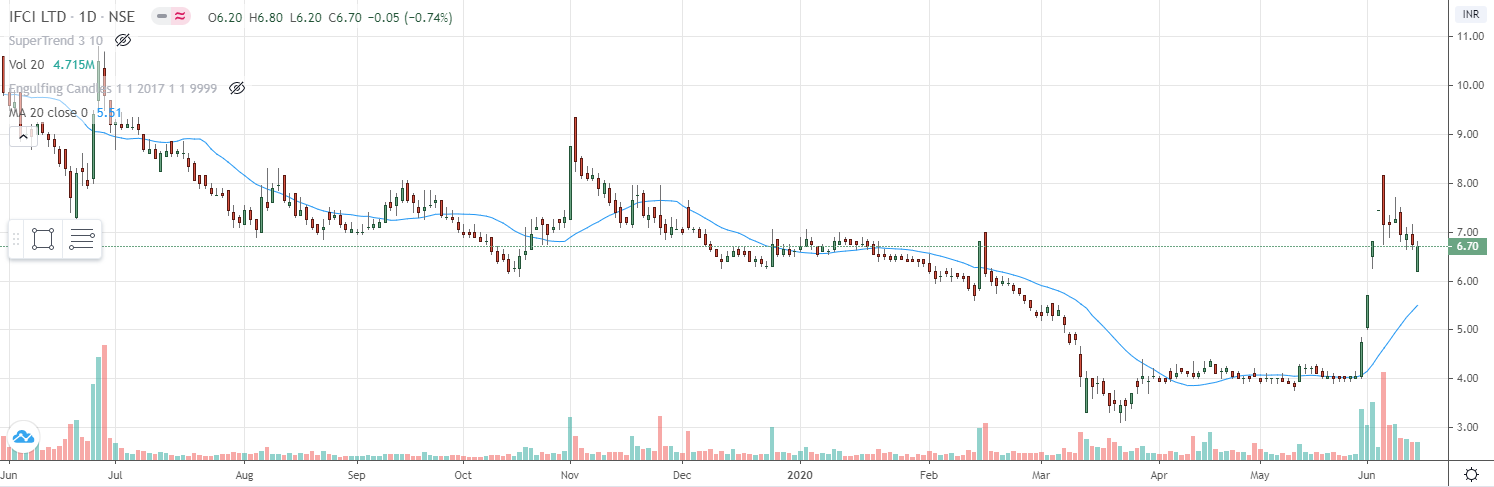 IFCI LTD · 1D · NSE O6.20 H6.80 L6.20 C6.70 −0.05 (−0.74%)
INR
SuperTrend 3 10
Vol 20 4.715M
Engulfing Candles 1 1 2017 1 1 9999
MA 20 close 0 5.51
11.00
10.00
9.00
8.00
7.00
6.70
6.00
5.00
4.00
3.00
Jun Jul Aug Sep Oct Nov Dec 2020 Feb Mar Apr May Jun